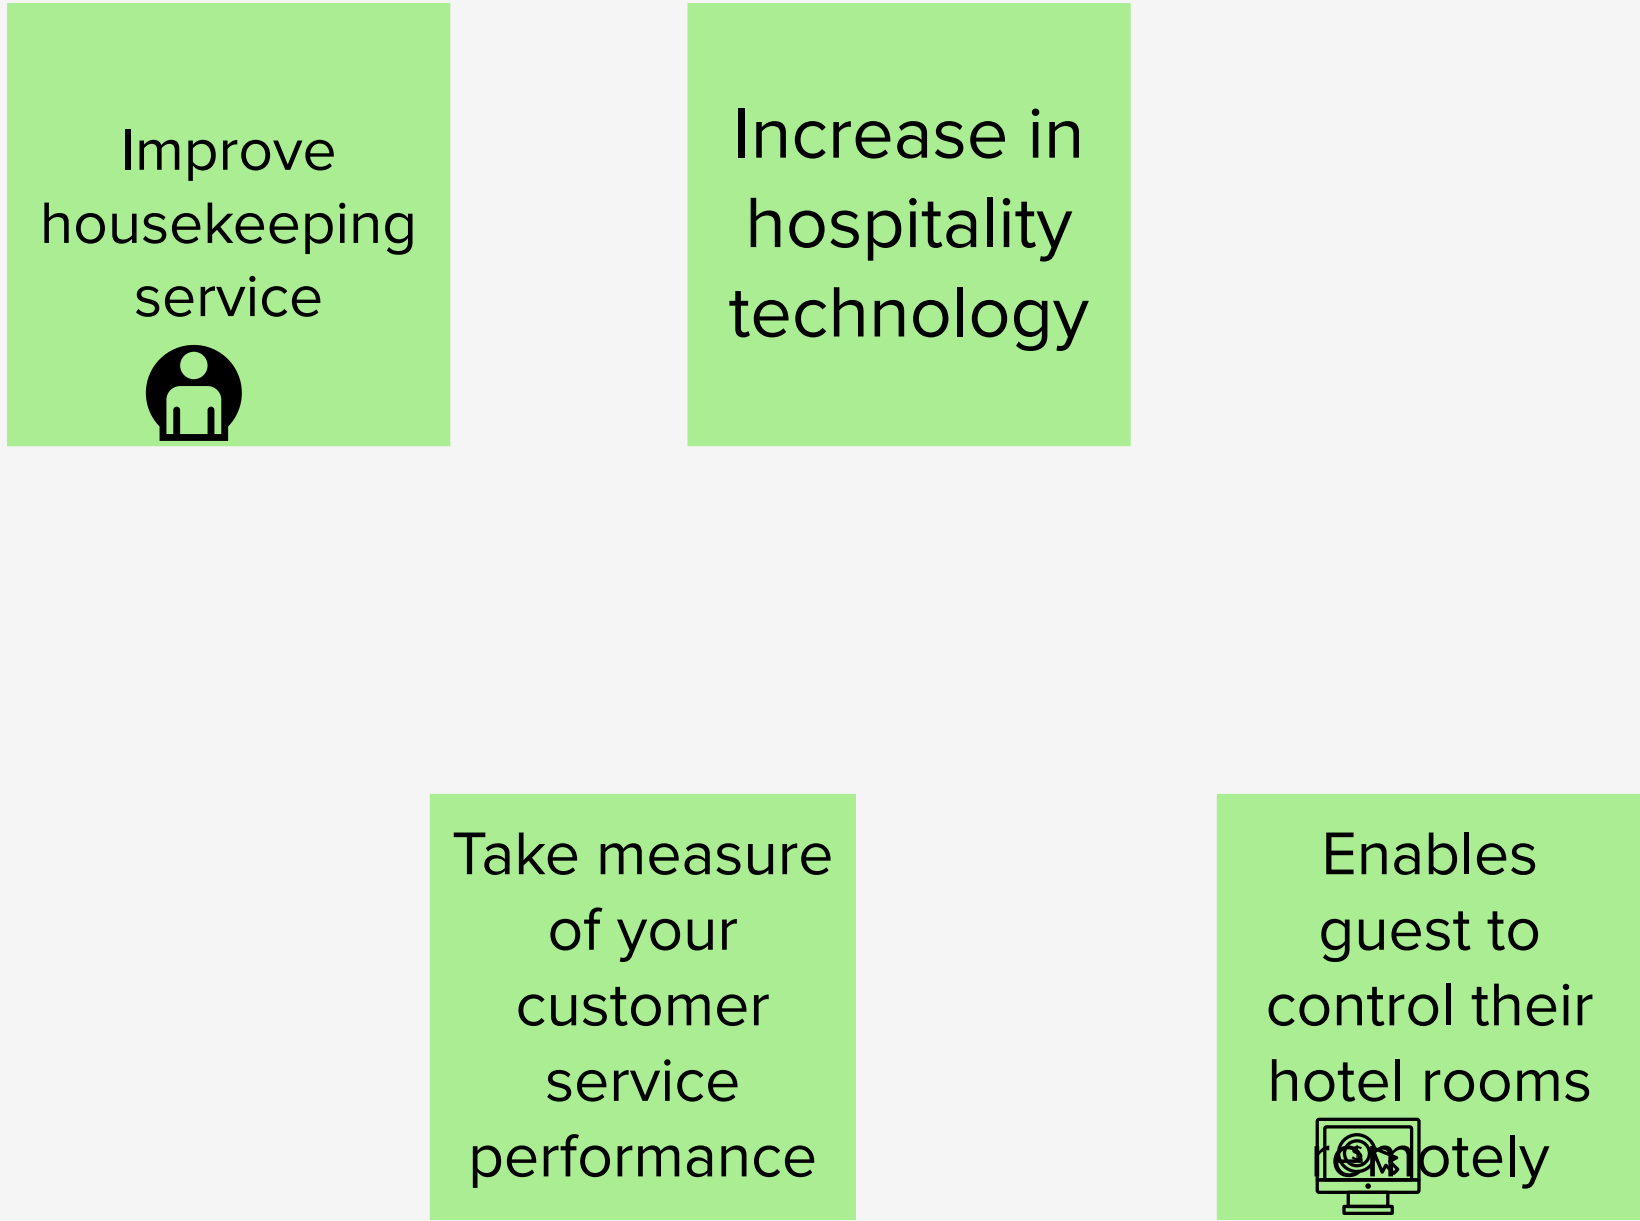 Improve
housekeeping
service
Increase in
hospitality
technology
Take measure
of your
customer
service
performance
Enables
guest to
control their
hotel rooms
remotely